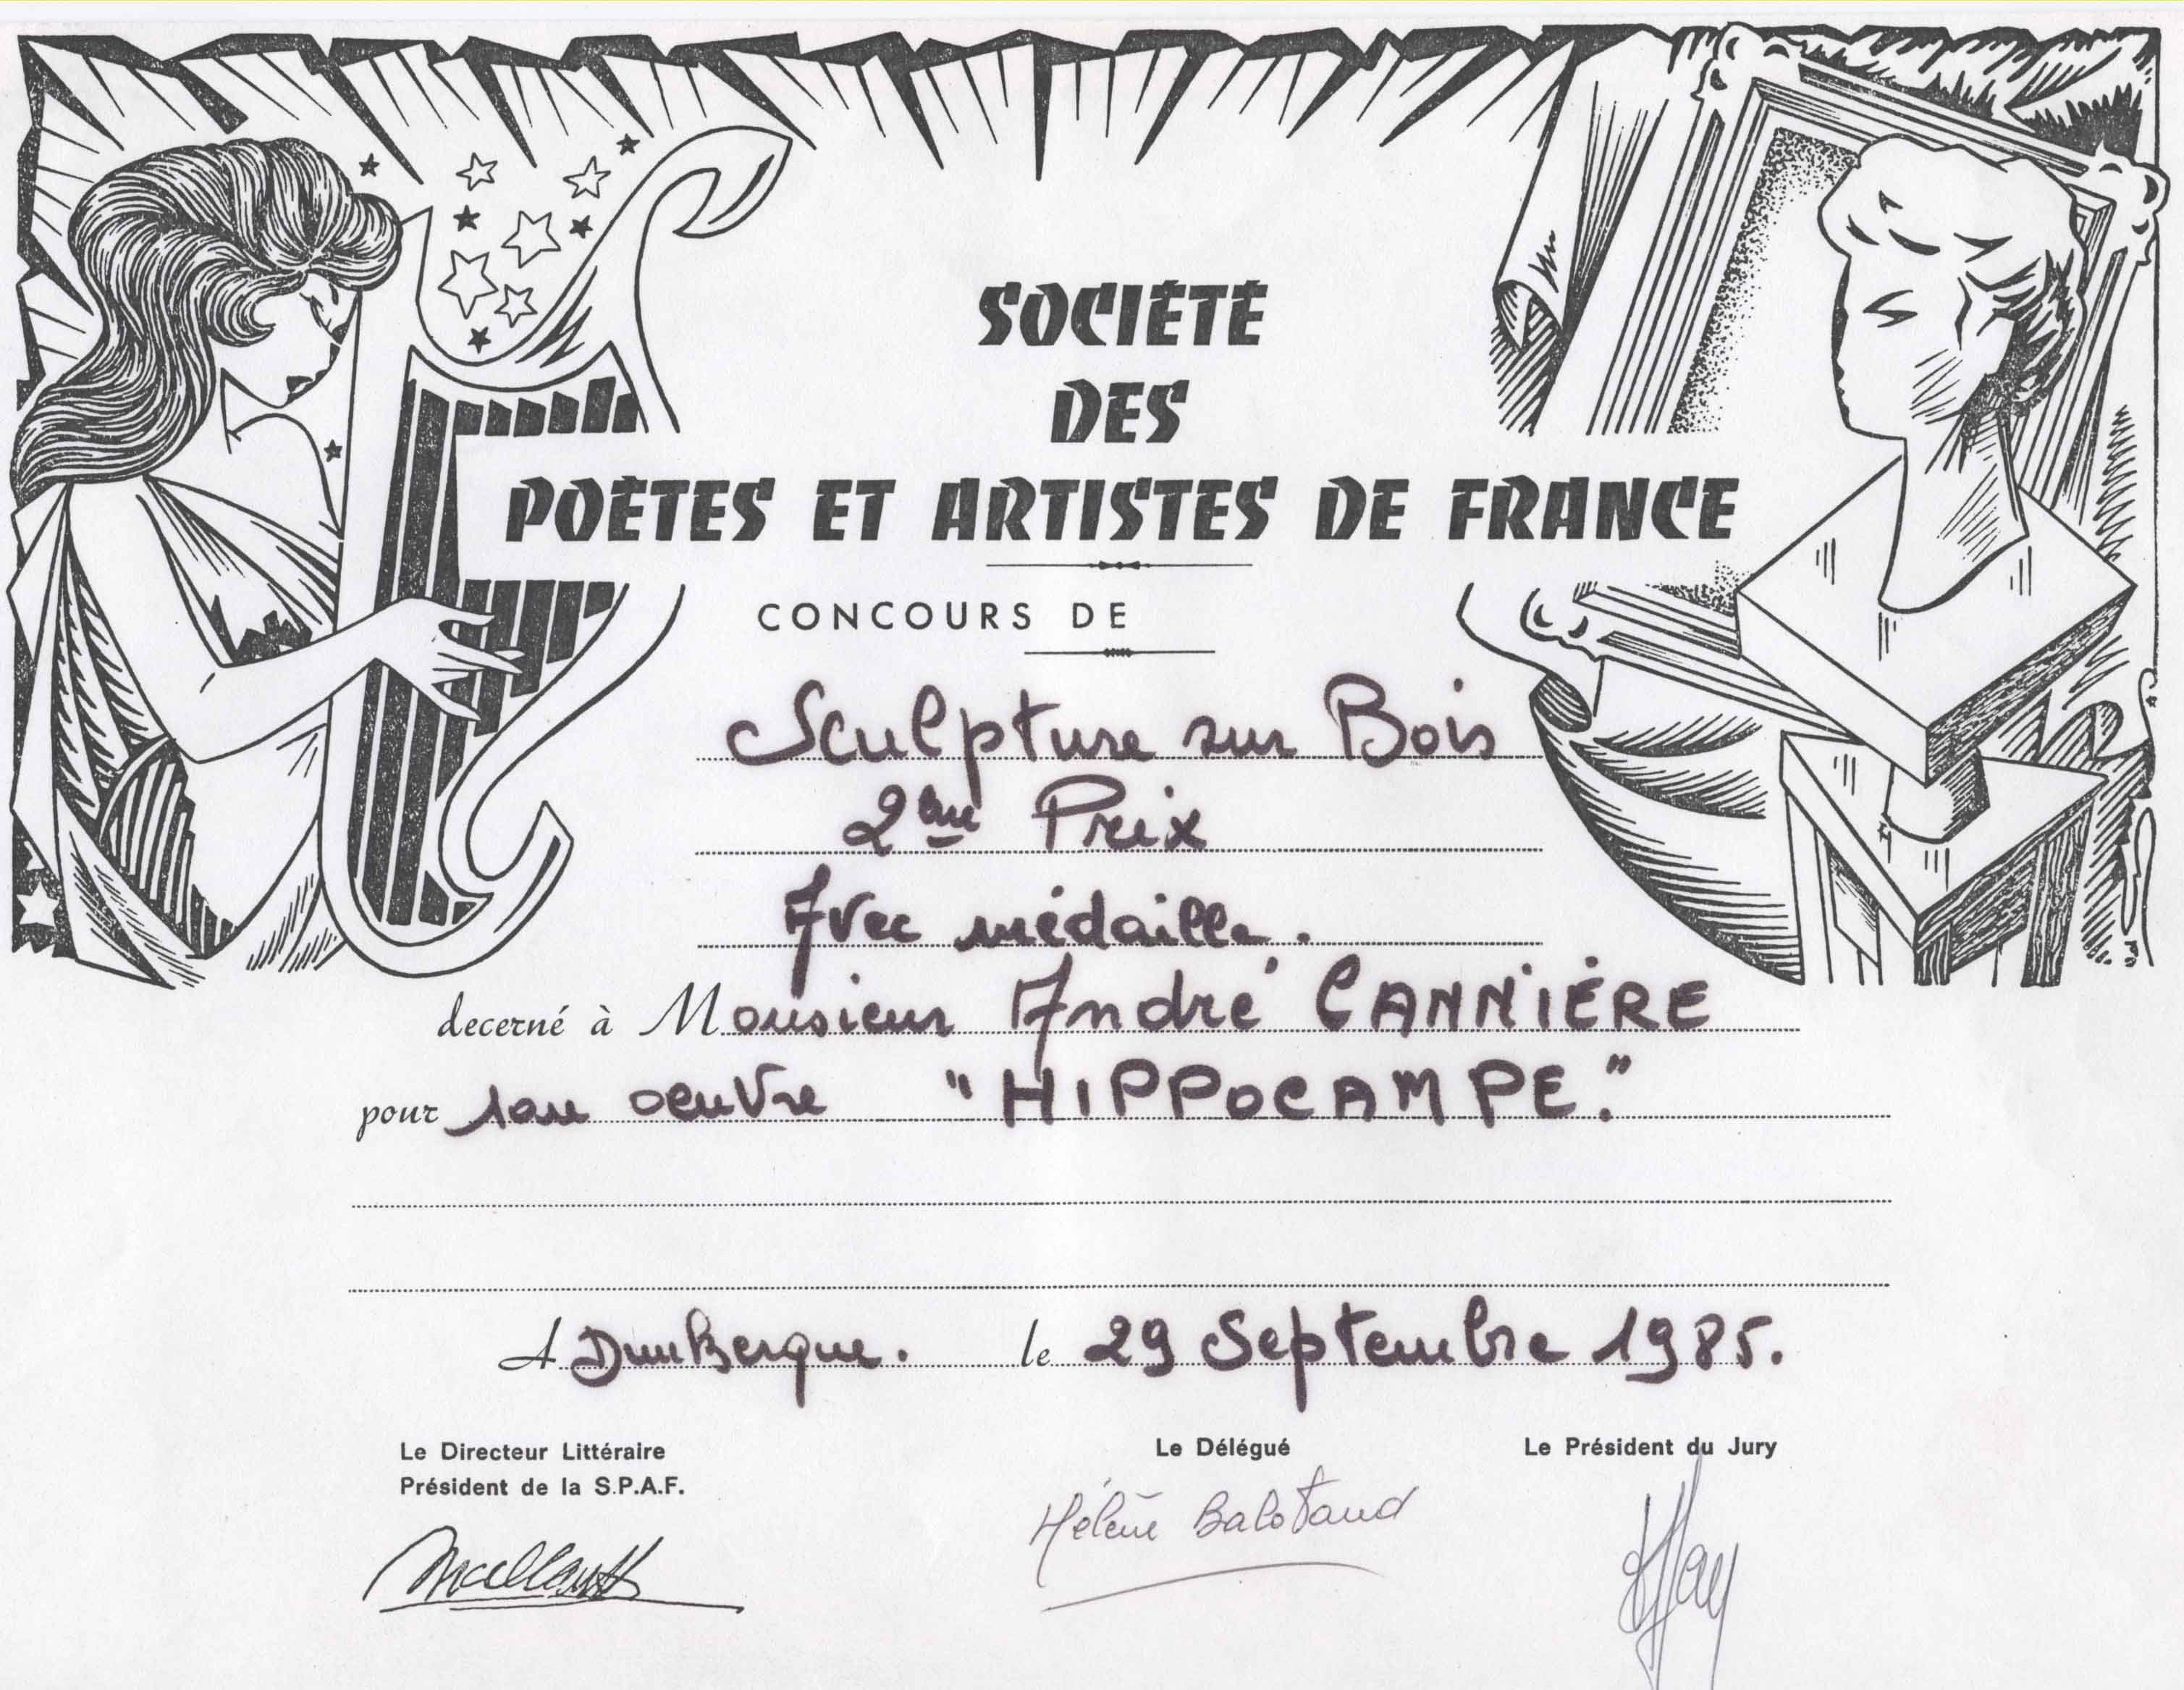 SOCIÉTÉ
DES
POÈTES ET ARTISTES DE FRANCE
CONCOURS DE
Sculpture sur Bois
2ème Prix
Avec médaille.
decerné à Monsieur André CANNIÈRE
pour son oeuvre "HIPPOCAMPE."
A DunKerque. le 29 Septembre 1985.
Le Directeur Littéraire
Président de la S.P.A.F.
Le Délégué
Le Président du Jury
Hélène